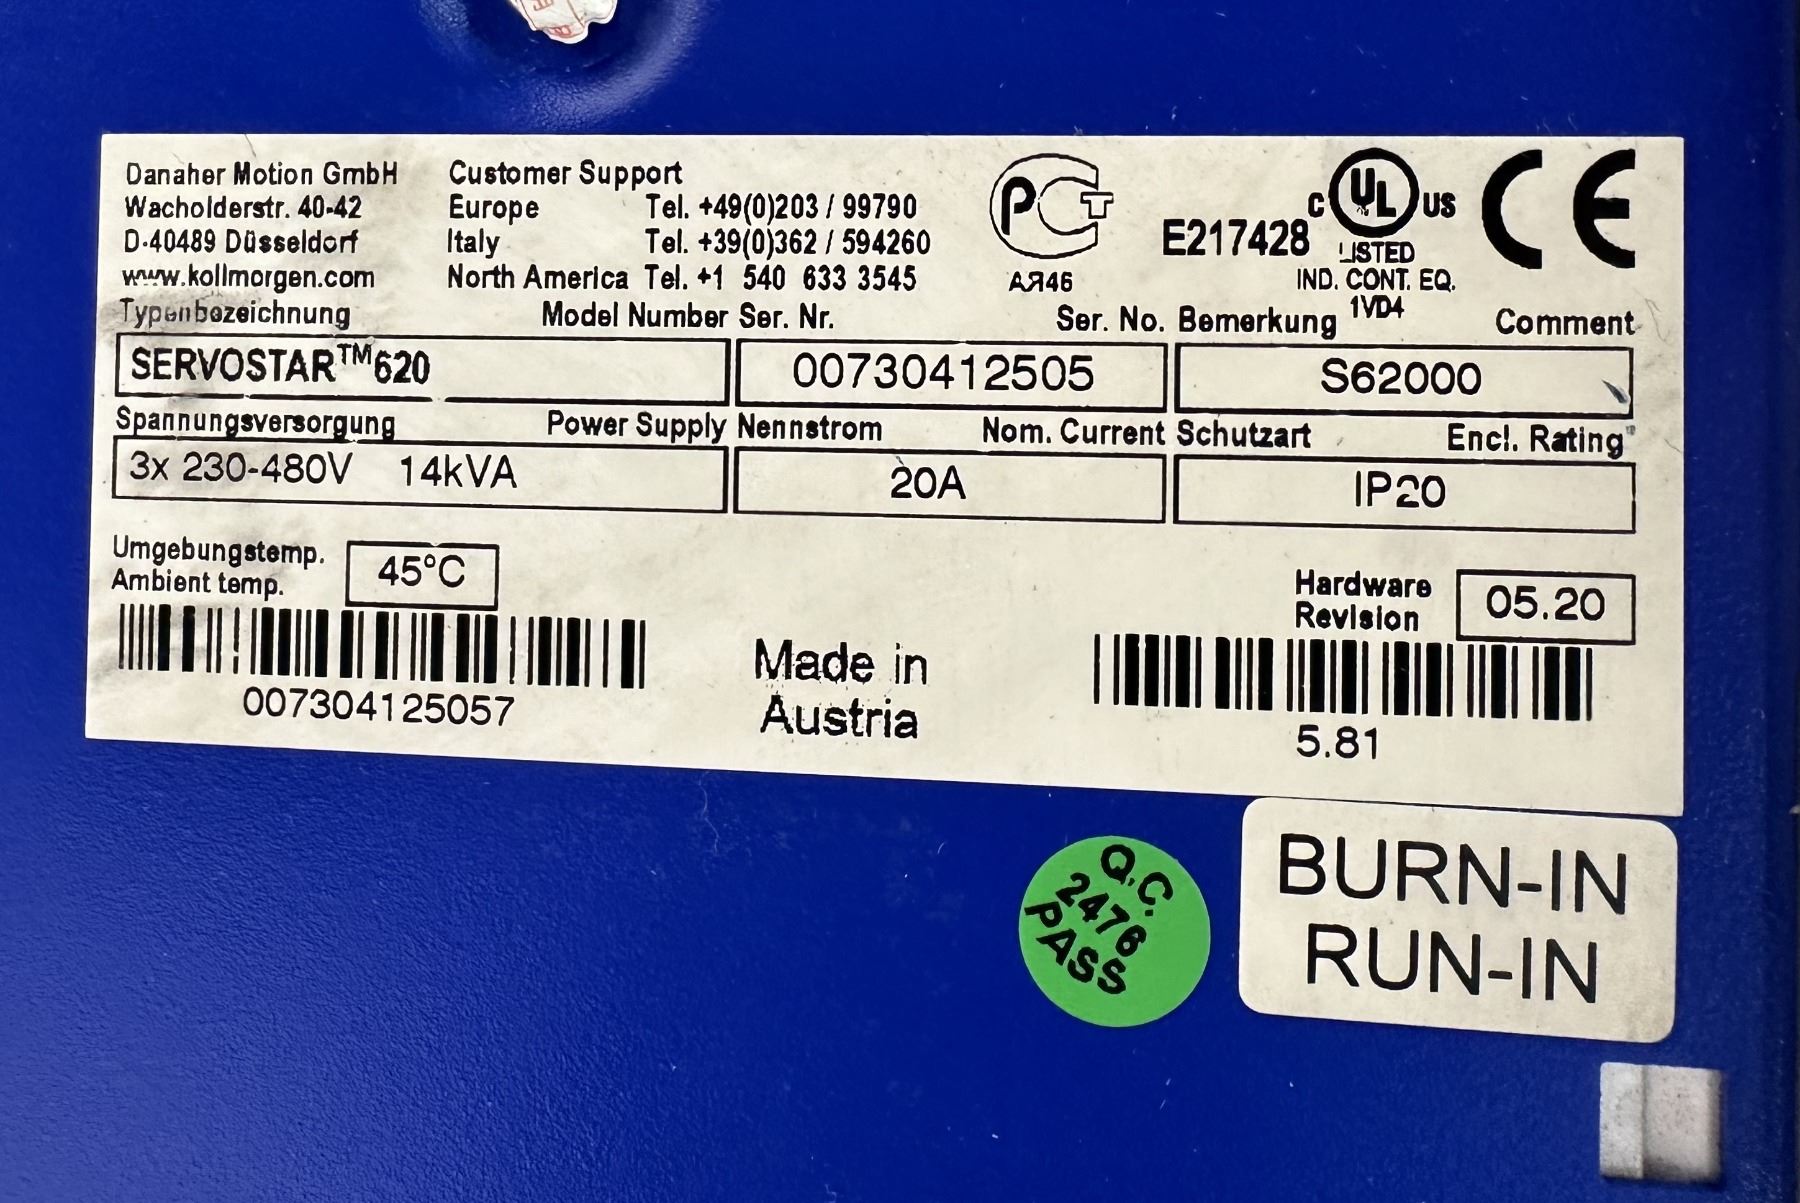 Danaher Motion GmbH
Wacholderstr. 40-42
D-40489 Düsseldorf
www.kollmorgen.com
Customer Support
Europe Tel. +49(0)203 / 99790
Italy Tel. +39(0)362 / 594260
North America Tel. +1 540 633 3545
РСТ
АЯ46
E217428
C UL US
LISTED
IND. CONT. EQ.
1VD4
CE
Typenbezeichnung Model Number
SERVOSTAR™620
Ser. Nr. Ser. No.
00730412505
Bemerkung Comment
S62000
Spannungsversorgung Power Supply
3x 230-480V 14kVA
Nennstrom Nom. Current
20A
Schutzart Encl. Rating
IP20
Umgebungstemp.
Ambient temp.
45°C
007304125057
Made in
Austria
Hardware
Revision
05.20
5.81
Q.C.
2476
PASS
BURN-IN
RUN-IN